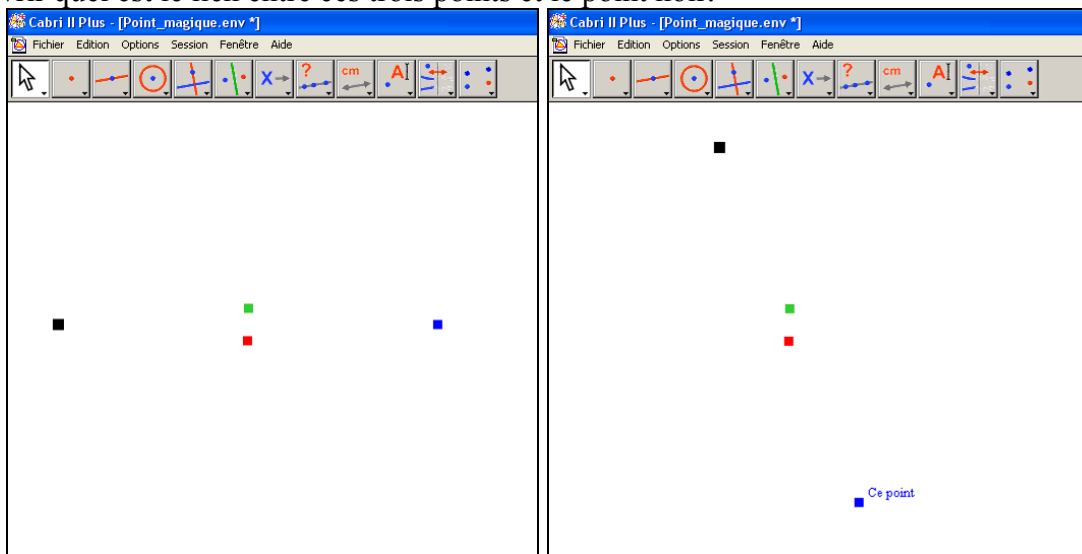 Cabri II Plus - [Point_magique.env *]
Fichier Edition Options Session Fenêtre Aide
X ? cm A
Cabri II Plus - [Point_magique.env *]
Fichier Edition Options Session Fenêtre Aide
X ? cm A
Ce point